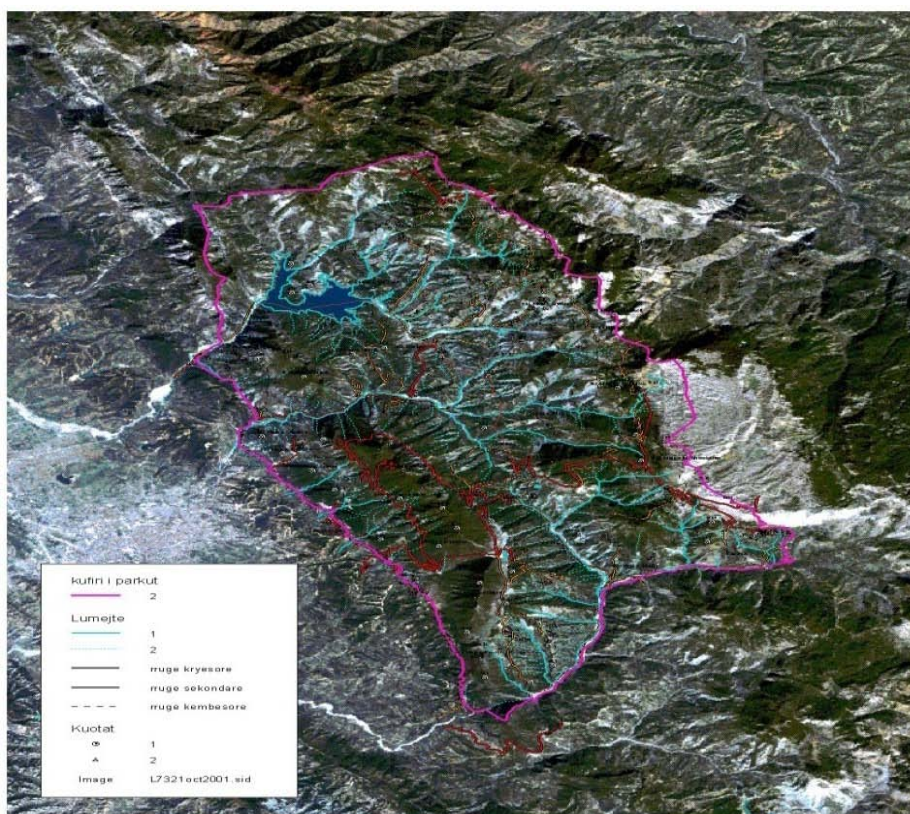 kufiri i parkut
2
Lumejte
1
2
rruge kryesore
rruge sekondare
rruge kembesore
Kuotat
1
2
Image L7321oct2001.sid